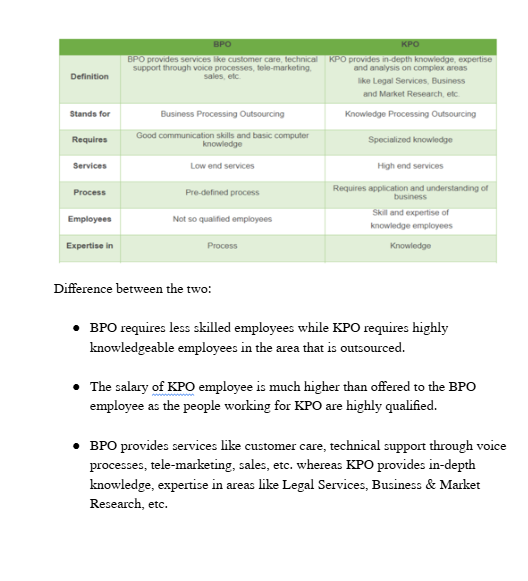 BPO KPO
Definition
BPO provides services like customer care, technical
support through voice processes, tele-marketing,
sales, etc.
KPO provides in-depth knowledge, expertise
and analysis on complex areas
like Legal Services, Business
and Market Research, etc.
Stands for Business Processing Outsourcing Knowledge Processing Outsourcing
Requires
Good communication skills and basic computer
knowledge
Specialized knowledge
Services Low end services High end services
Process Pre-defined process
Requires application and understanding of
business
Employees Not so qualified employees
Skill and expertise of
knowledge employees
Expertise in Process Knowledge
Difference between the two:
● BPO requires less skilled employees while KPO requires highly
knowledgeable employees in the area that is outsourced.
● The salary of KPO employee is much higher than offered to the BPO
employee as the people working for KPO are highly qualified.
● BPO provides services like customer care, technical support through voice
processes, tele-marketing, sales, etc. whereas KPO provides in-depth
knowledge, expertise in areas like Legal Services, Business & Market
Research, etc.